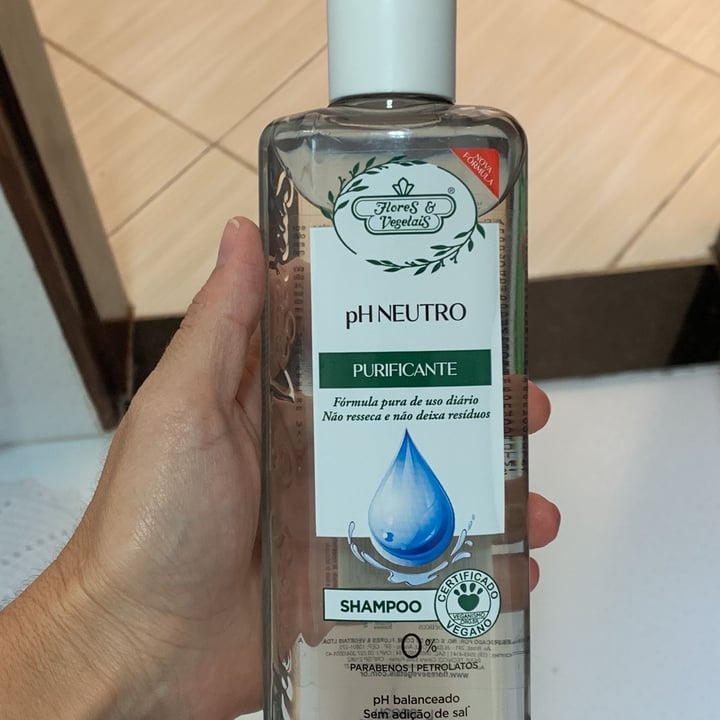 NOVA
FÓRMULA
Flores &
Vegetais
®
pH NEUTRO
PURIFICANTE
Fórmula pura de uso diário
Não resseca e não deixa resíduos
SHAMPOO
CERTIFICADO
VEGANO
0%
PARABENOS | PETROLATOS
pH balanceado
Sem adição de sal*